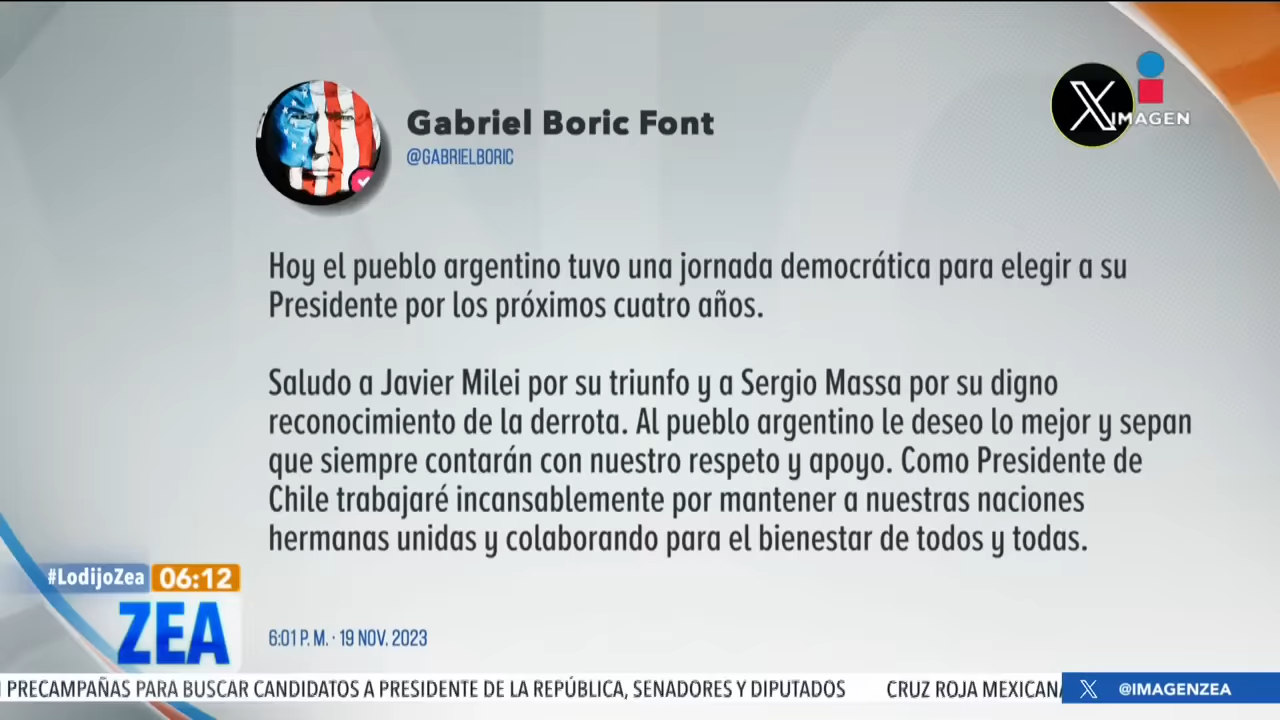 Gabriel Boric Font
@GABRIELBORIC
X
IMAGEN
Hoy el pueblo argentino tuvo una jornada democrática para elegir a su
Presidente por los próximos cuatro años.
Saludo a Javier Milei por su triunfo y a Sergio Massa por su digno
reconocimiento de la derrota. Al pueblo argentino le deseo lo mejor y sepan
que siempre contarán con nuestro respeto y apoyo. Como Presidente de
Chile trabajaré incansablemente por mantener a nuestras naciones
hermanas unidas y colaborando para el bienestar de todos y todas.
#LodijoZea 06:12
ZEA
6:01 P. M. · 19 NOV. 2023
PRECAMPAÑAS PARA BUSCAR CANDIDATOS A PRESIDENTE DE LA REPÚBLICA, SENADORES Y DIPUTADOS CRUZ ROJA MEXICANA
X @IMAGENZEA